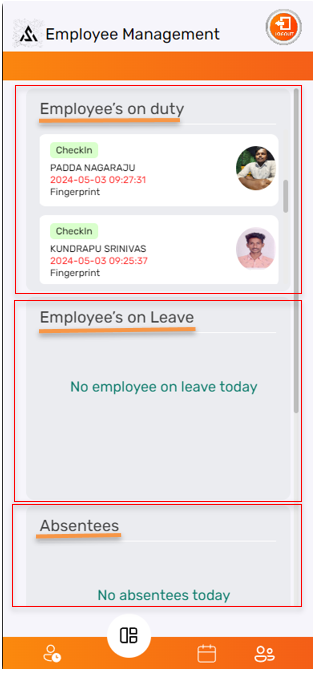 Employee Management
LOGOUT
Employee's on duty
CheckIn
PADDA NAGARAJU
2024-05-03 09:27:31
Fingerprint
CheckIn
KUNDRAPU SRINIVAS
2024-05-03 09:25:37
Fingerprint
Employee's on Leave
No employee on leave today
Absentees
No absentees today